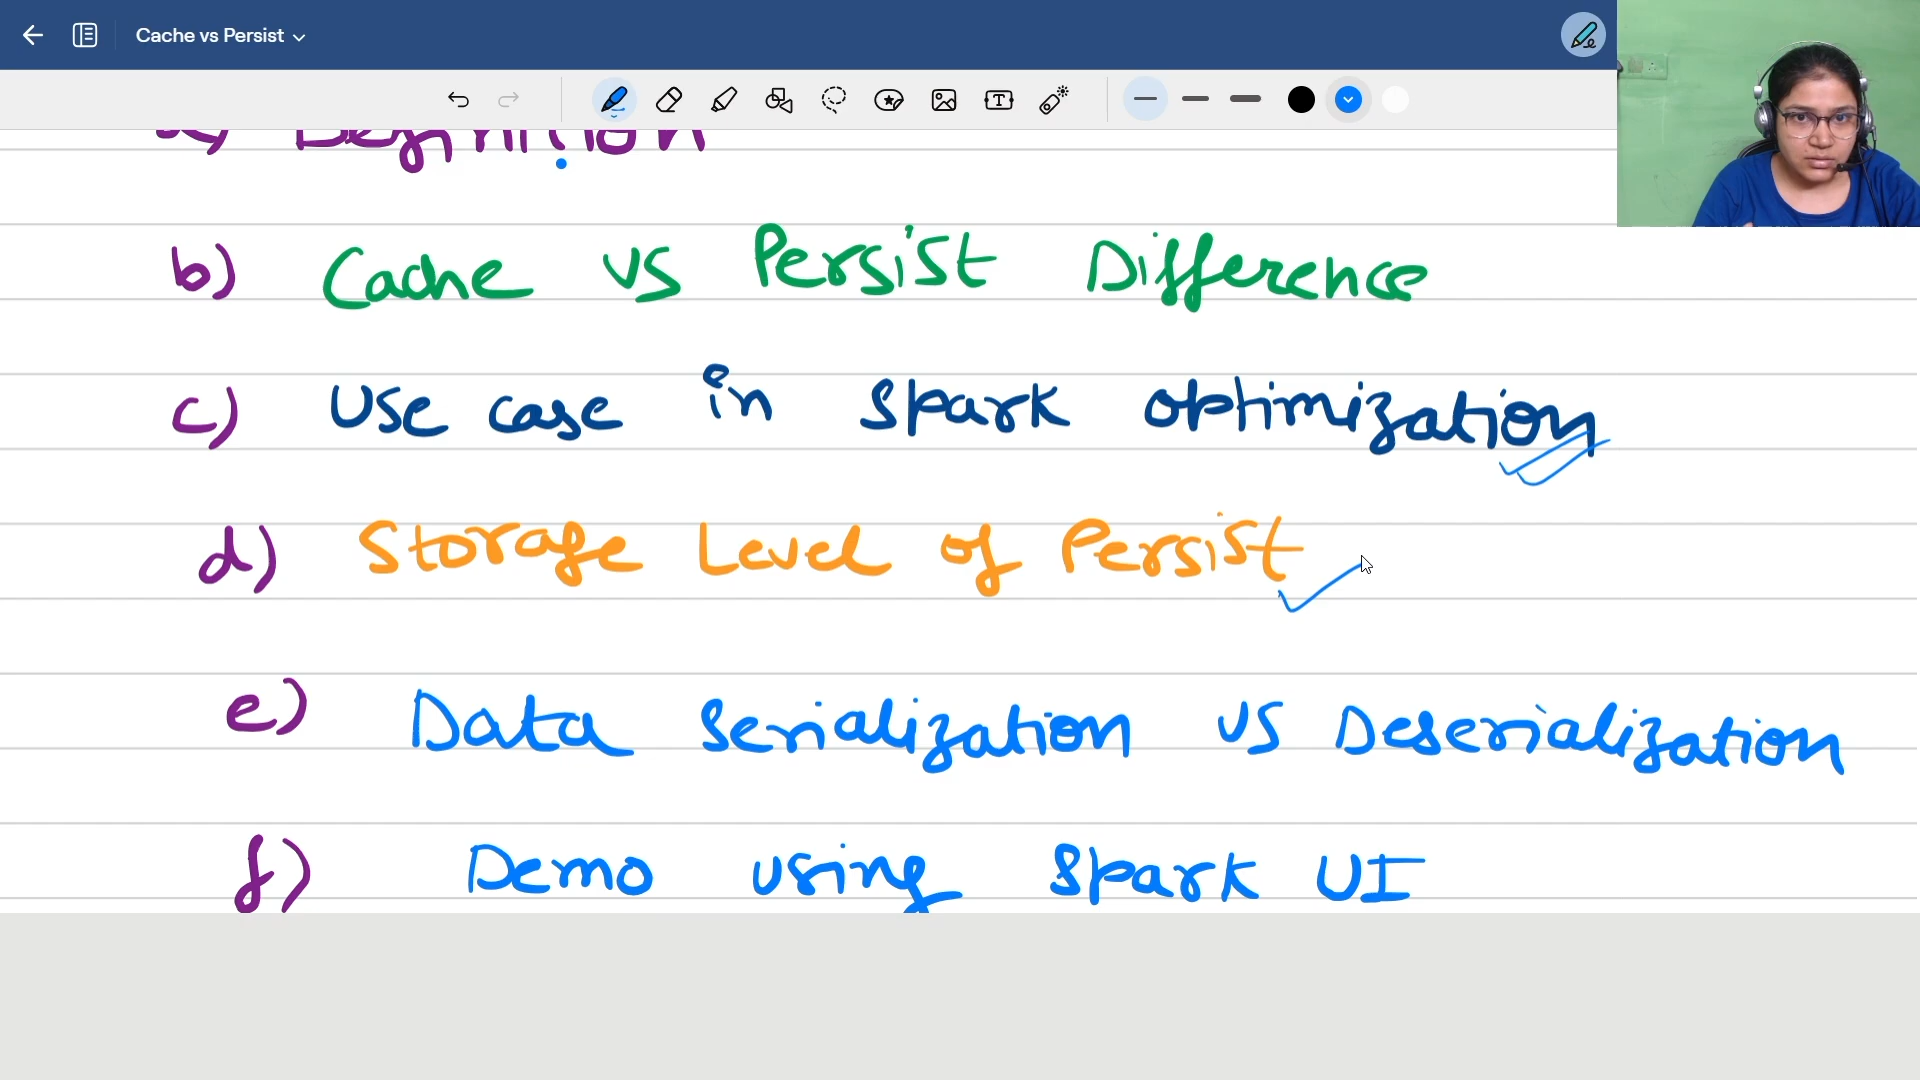 Cache vs Persist
a) Definition
b) Cache vs Persist Difference
c) Use case in Spark optimization
d) Storage Level of Persist
e) Data Serialization vs Deserialization
f) Demo using Spark UI